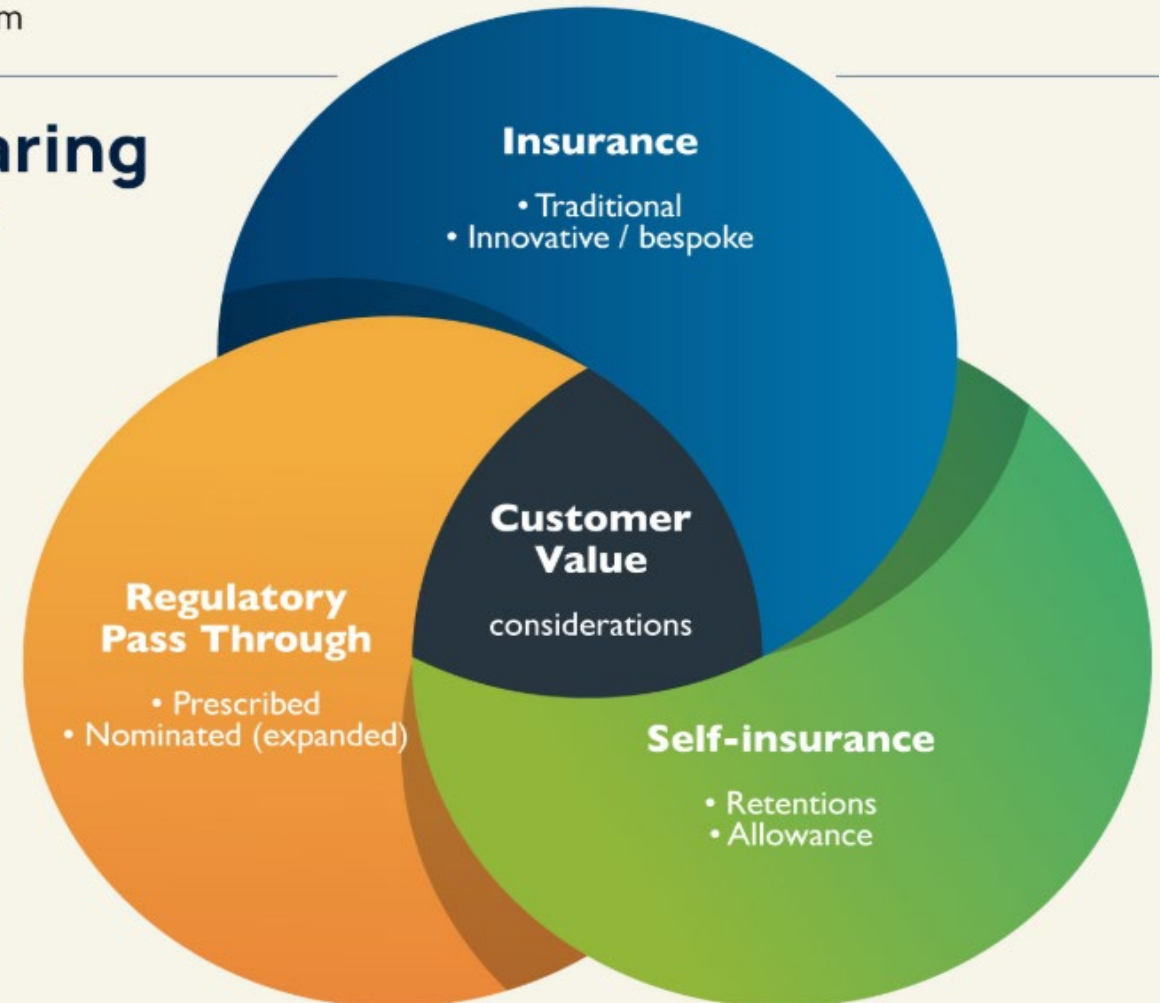 m
aring
Insurance
• Traditional
• Innovative / bespoke
Customer
Value
considerations
Regulatory
Pass Through
• Prescribed
• Nominated (expanded)
Self-insurance
• Retentions
• Allowance